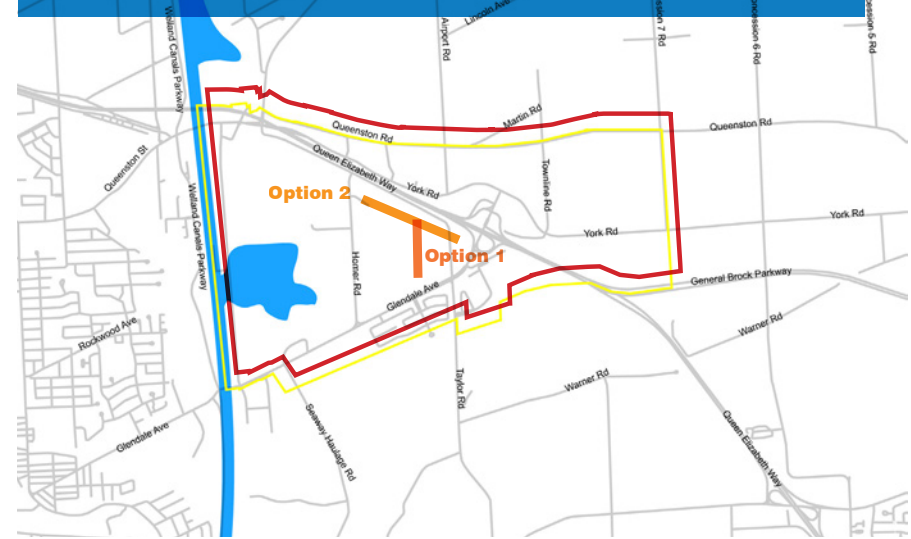 Welland Canals Parkway
Airport Rd
Lincoln Ave
ssion 7 Rd
oncession 6 Rd
ession 5 Rd
Queenston Rd
Martin Rd
Queenston Rd
Queenston St
Queen Elizabeth Way
York Rd
Townline Rd
Option 2
Welland Canals Parkway
York Rd
York Rd
Homer Rd
Option 1
Glendale Ave
General Brock Parkway
Rockwood Ave
Warner Rd
Taylor Rd
Warner Rd
Seaway Haulage Rd
Glendale Ave
Queen Elizabeth Way